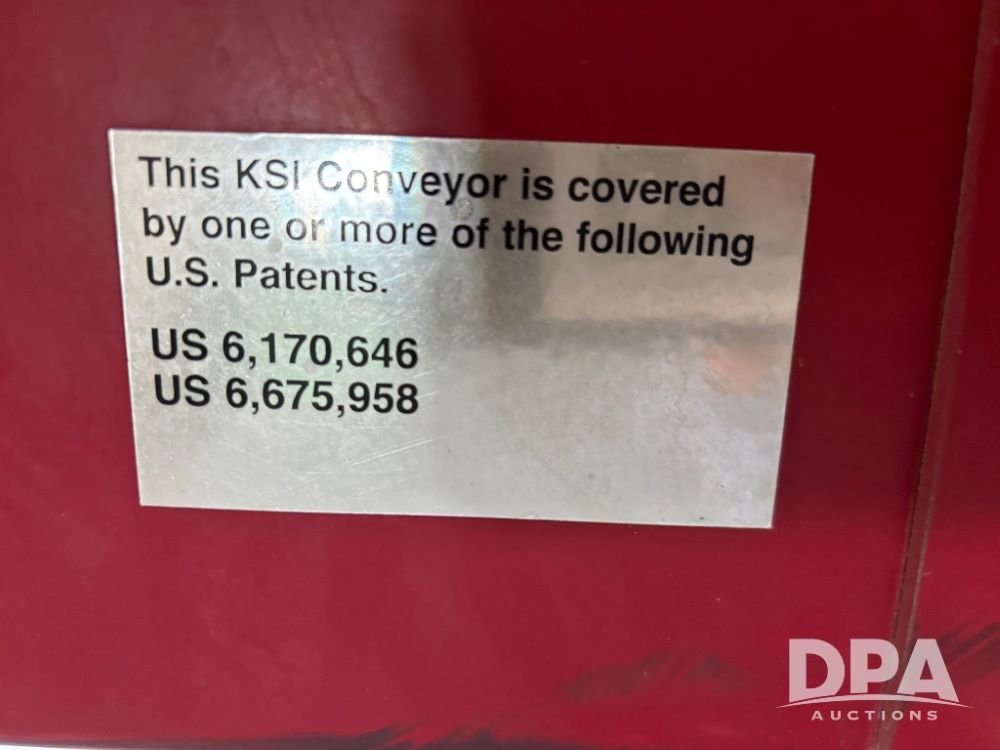 This KSI Conveyor is covered
by one or more of the following
U.S. Patents.
US 6,170,646
US 6,675,958
DPA
AUCTIONS